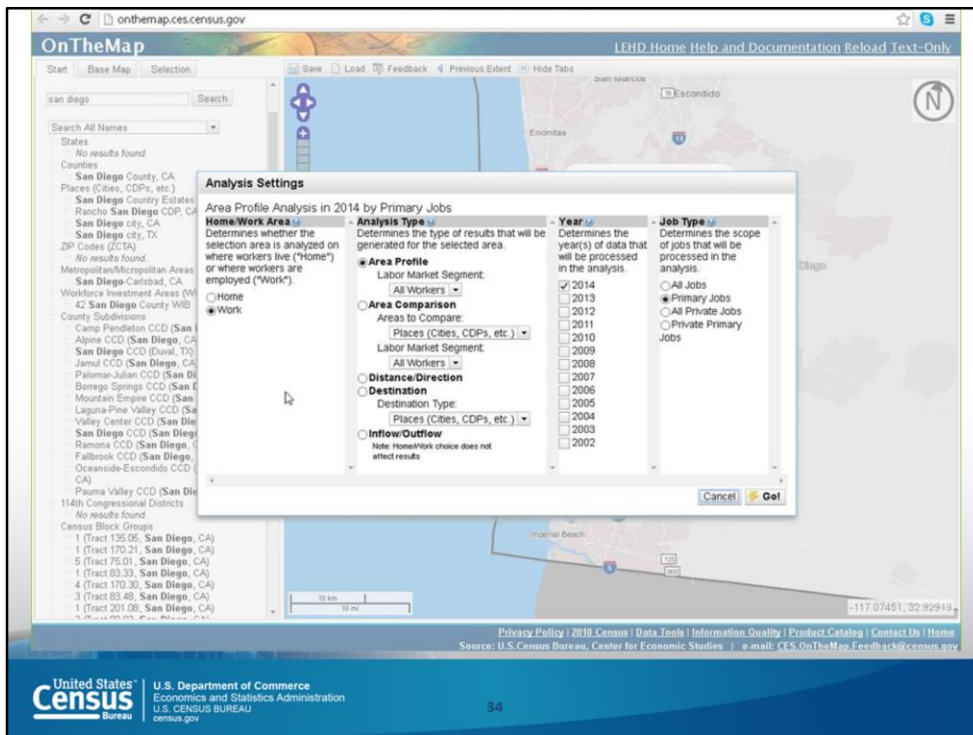 onthemap.ces.census.gov
OnTheMap
LEHD Home Help and Documentation Reload Text-Only
Start Base Map Selection
Save Load Feedback Previous Extent Hide Tabs
san diego Search
Search All Names
States
No results found.
Counties
San Diego County, CA
Places (Cities, CDPs, etc.)
San Diego Country Estates
Rancho San Diego CDP, CA
San Diego city, CA
San Diego city, TX
ZIP Codes (ZCTA)
No results found.
Metropolitan/Micropolitan Areas
San Diego-Carlsbad, CA
Workforce Investment Areas (WI
42 San Diego County WIB
County Subdivisions
Camp Pendleton CCD (San
Alpine CCD (San Diego, CA
San Diego CCD (Duval, TX)
Jamul CCD (San Diego, CA
Palomar-Julian CCD (San Di
Borrego Springs CCD (San D
Mountain Empire CCD (San
Laguna-Pine Valley CCD (Sa
Valley Center CCD (San Die
San Diego CCD (San Diego
Ramona CCD (San Diego,
Fallbrook CCD (San Diego,
Oceanside-Escondido CCD (
CA)
Pauma Valley CCD (San Die
114th Congressional Districts
No results found.
Census Block Groups
1 (Tract 135.05, San Diego, CA)
1 (Tract 170.21, San Diego, CA)
5 (Tract 75.01, San Diego, CA)
1 (Tract 83.33, San Diego, CA)
4 (Tract 170.30, San Diego, CA)
3 (Tract 83.48, San Diego, CA)
1 (Tract 201.08, San Diego, CA)
San Marcos
78 Escondido
N
Encinitas
15
Diego
Analysis Settings
Area Profile Analysis in 2014 by Primary Jobs
Home/Work Area
Determines whether the
selection area is analyzed on
where workers live ("Home")
or where workers are
employed ("Work").
Home
Work
Analysis Type
Determines the type of results that will be
generated for the selected area.
Area Profile
Labor Market Segment:
All Workers
Area Comparison
Areas to Compare:
Places (Cities, CDPs, etc.)
Labor Market Segment:
All Workers
Distance/Direction
Destination
Destination Type:
Places (Cities, CDPs, etc.)
Inflow/Outflow
Note: Home/Work choice does not
affect results
Year
Determines the
year(s) of data that
will be processed
in the analysis.
2014
2013
2012
2011
2010
2009
2008
2007
2006
2005
2004
2003
2002
Job Type
Determines the scope
of jobs that will be
processed in the
analysis.
All Jobs
Primary Jobs
All Private Jobs
Private Primary
Jobs
Cancel Go!
Imperial Beach
5
125
905
10 km
10 mi
-117.07451, 32.92919
Privacy Policy | 2010 Census | Data Tools | Information Quality | Product Catalog | Contact Us | Home
Source: U.S.Census Bureau, Center for Economic Studies | e-mail: CES.OnTheMap.Feedback@census.gov
United States™
Census
Bureau
U.S. Department of Commerce
Economics and Statistics Administration
U.S. CENSUS BUREAU
census.gov
34